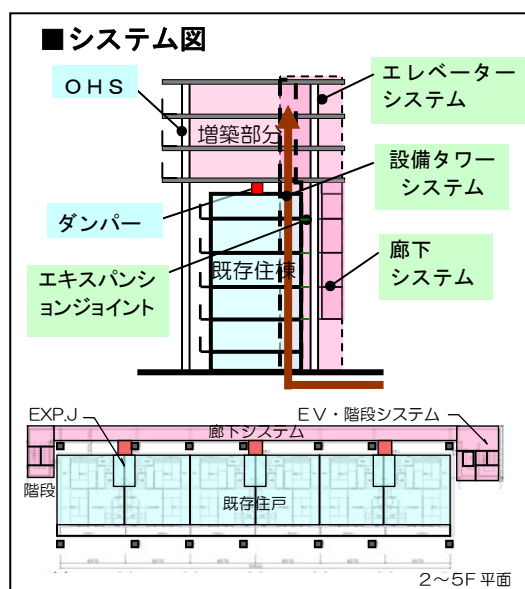 ■システム図
OHS
エレベーター
システム
増築部分
設備タワー
システム
ダンパー
既存住棟
廊下
システム
エキスパンシ
ョンジョイント
EXP.J
EV・階段システム
廊下システム
階段
既存住戸
2～5F 平面